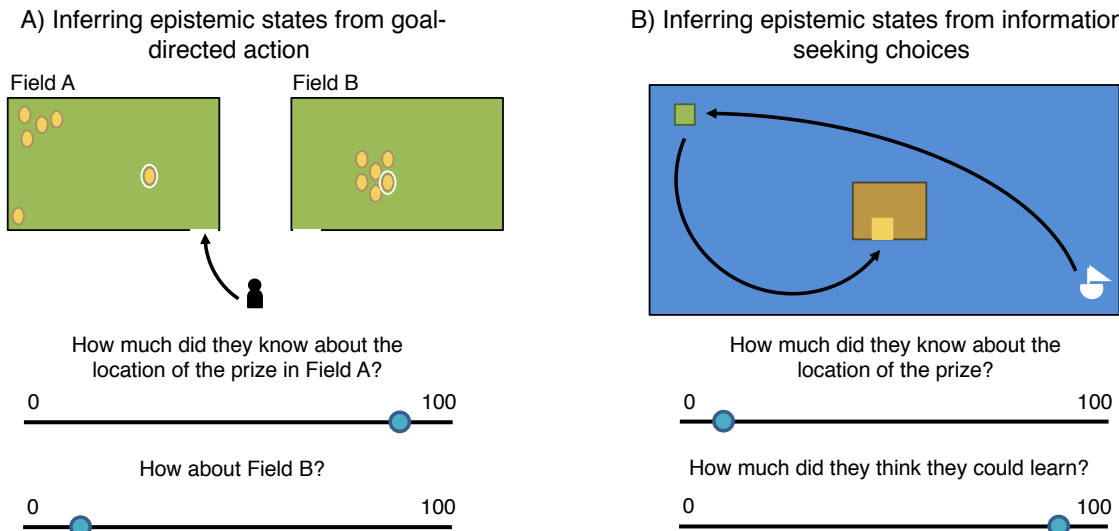 A) Inferring epistemic states from goal-
directed action
Field A
Field B
How much did they know about the
location of the prize in Field A?
0
100
How about Field B?
0
100
B) Inferring epistemic states from information
seeking choices
How much did they know about the
location of the prize?
0
100
How much did they think they could learn?
0
100